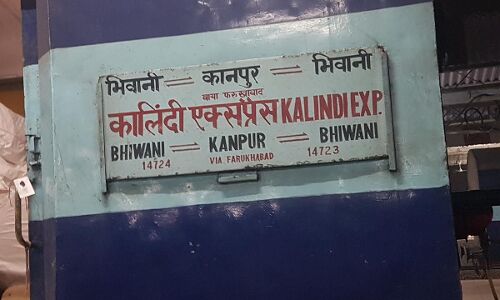 भिवानी ⇌ कानपुर ⇌ भिवानी
वाया फरुखाबाद
कालिंदी एक्सप्रेस KALINDI EXP.
BHIWANI ⇌ KANPUR ⇌ BHIWANI
14724 VIA FARUKHABAD 14723